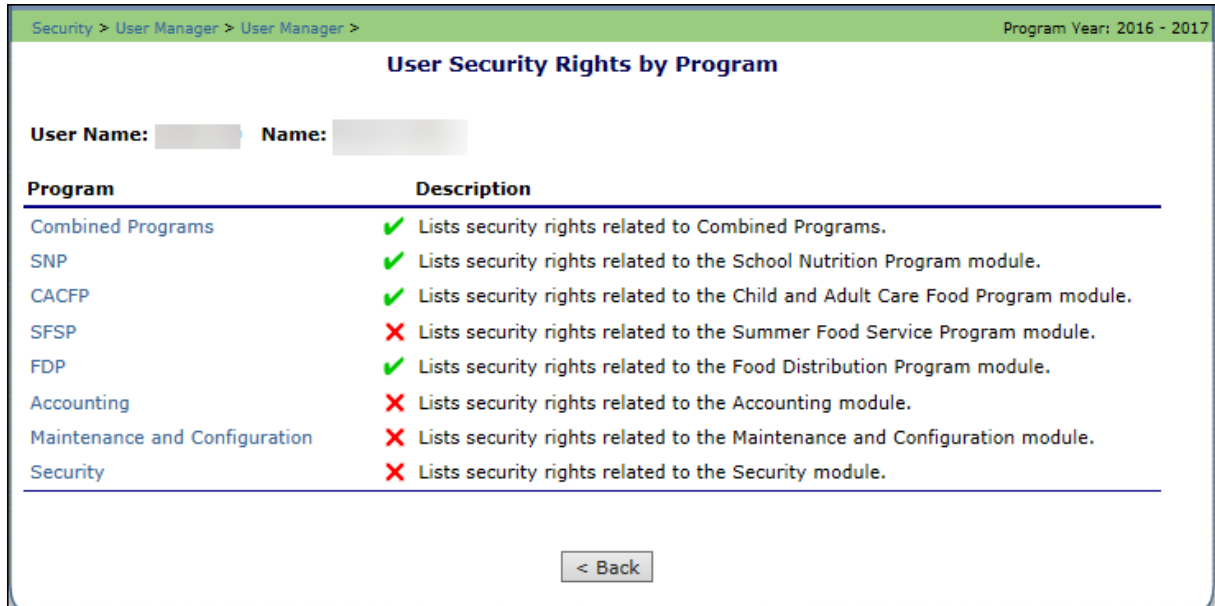 Security > User Manager > User Manager > Program Year: 2016 - 2017
User Security Rights by Program
User Name: Name:
Program Description
Combined Programs ✔ Lists security rights related to Combined Programs.
SNP ✔ Lists security rights related to the School Nutrition Program module.
CACFP ✔ Lists security rights related to the Child and Adult Care Food Program module.
SFSP ✘ Lists security rights related to the Summer Food Service Program module.
FDP ✔ Lists security rights related to the Food Distribution Program module.
Accounting ✘ Lists security rights related to the Accounting module.
Maintenance and Configuration ✘ Lists security rights related to the Maintenance and Configuration module.
Security ✘ Lists security rights related to the Security module.
< Back